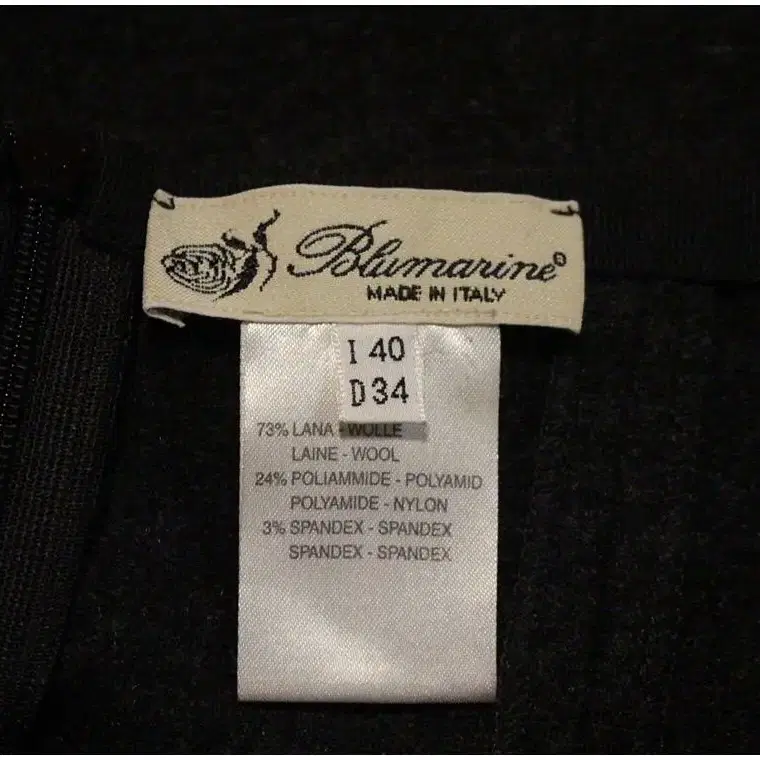 Blumarine®
MADE IN ITALY
I 40
D 34
73% LANA - WOLLE
LAINE - WOOL
24% POLIAMMIDE - POLYAMID
POLYAMIDE - NYLON
3% SPANDEX - SPANDEX
SPANDEX - SPANDEX